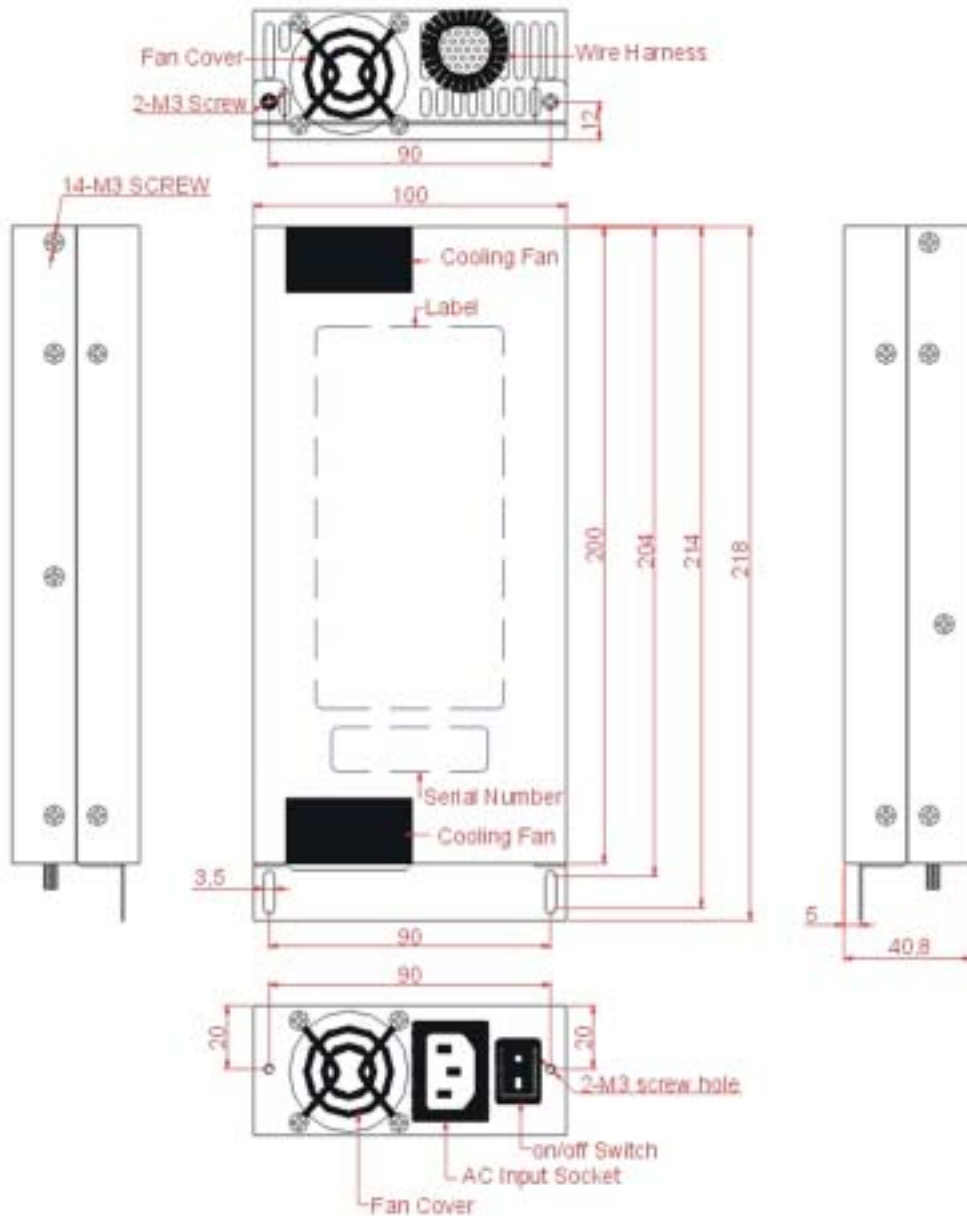 Fan Cover
Wire Harness
2-M3 Screw
12
90
14-M3 SCREW
100
Cooling Fan
Label
200
204
214
218
Serial Number
Cooling Fan
3,5
5
90
40,8
90
20
20
2-M3 screw hole
on/off Switch
AC Input Socket
Fan Cover